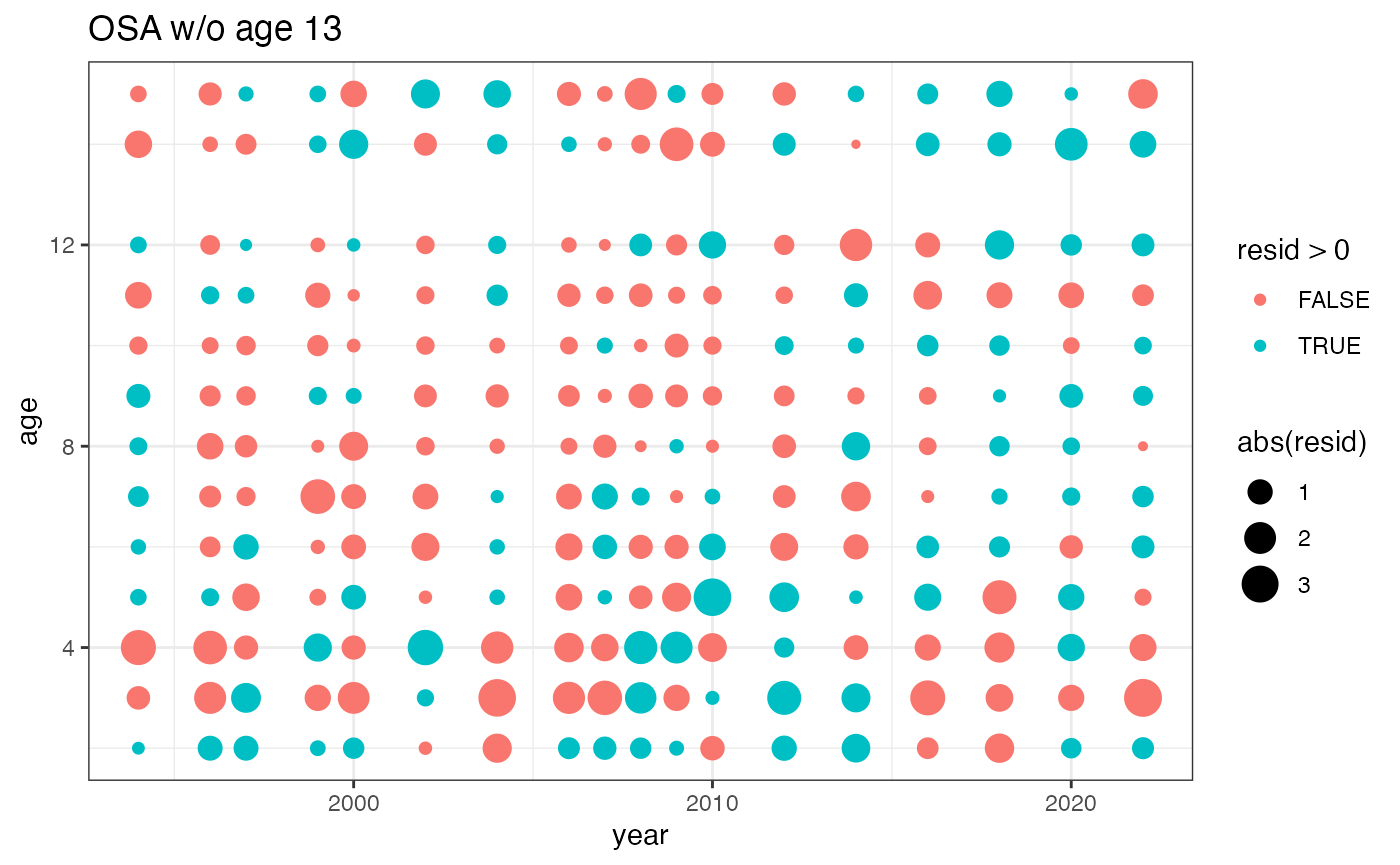 OSA w/o age 13
12
8
4
age
2000 2010 2020
year
resid > 0
FALSE
TRUE
abs(resid)
1
2
3